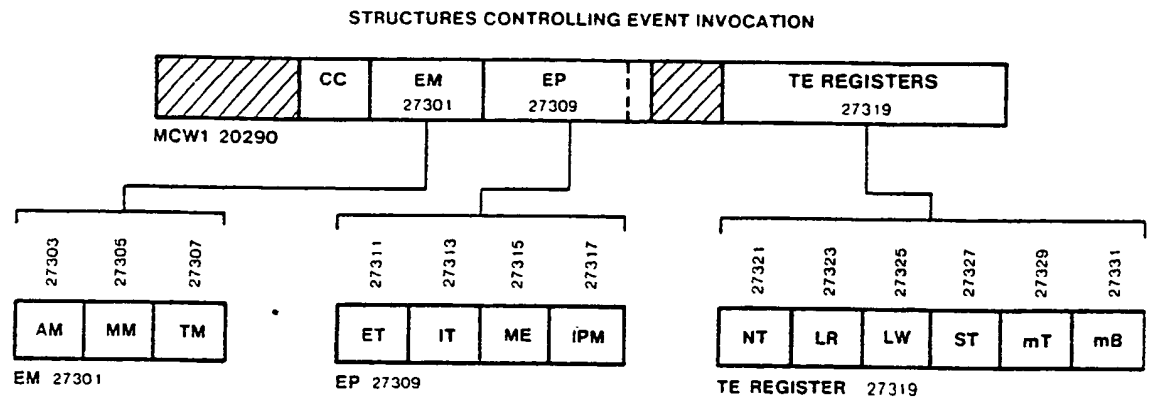 STRUCTURES CONTROLLING EVENT INVOCATION
CC EM EP TE REGISTERS
27301 27309 27319
MCW1 20290
27303 27305 27307 27311 27313 27315 27317 27321 27323 27325 27327 27329 27331
AM MM TM ET IT ME IPM NT LR LW ST mT mB
EM 27301 EP 27309 TE REGISTER 27319